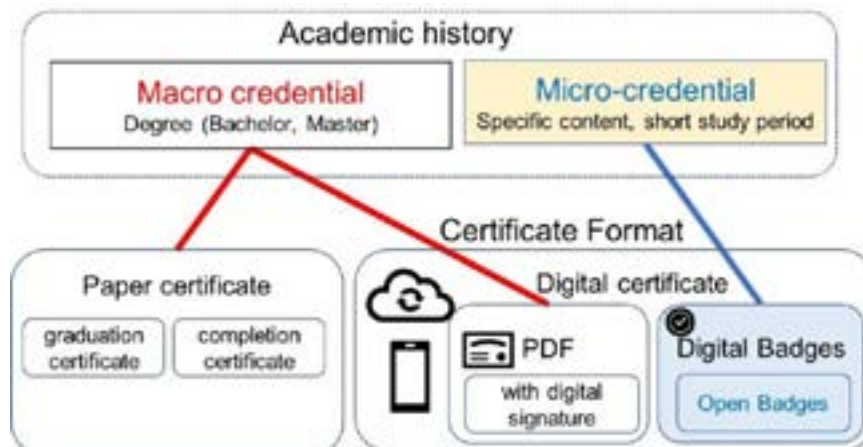 Academic history
Macro credential
Degree (Bachelor, Master)
Micro-credential
Specific content, short study period
Certificate Format
Paper certificate
graduation
certificate
completion
certificate
Digital certificate
PDF
with digital
signature
Digital Badges
Open Badges